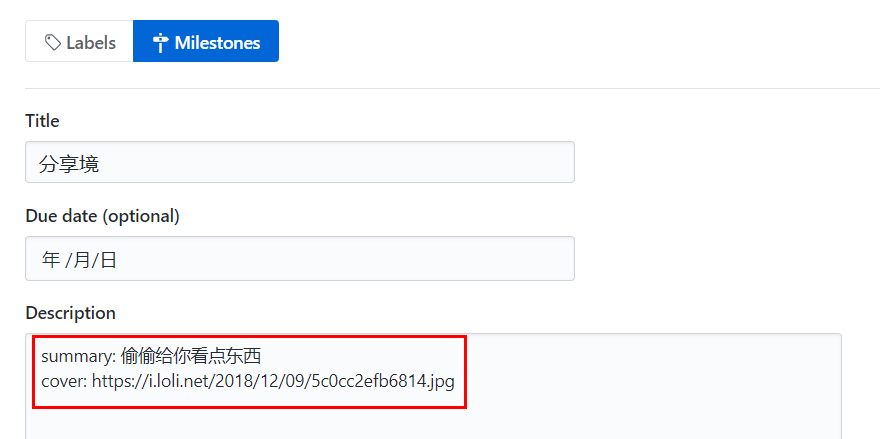 Labels
Milestones
Title
分享境
Due date (optional)
年 /月/日
Description
summary: 偷偷给你看点东西
cover: https://i.loli.net/2018/12/09/5c0cc2efb6814.jpg